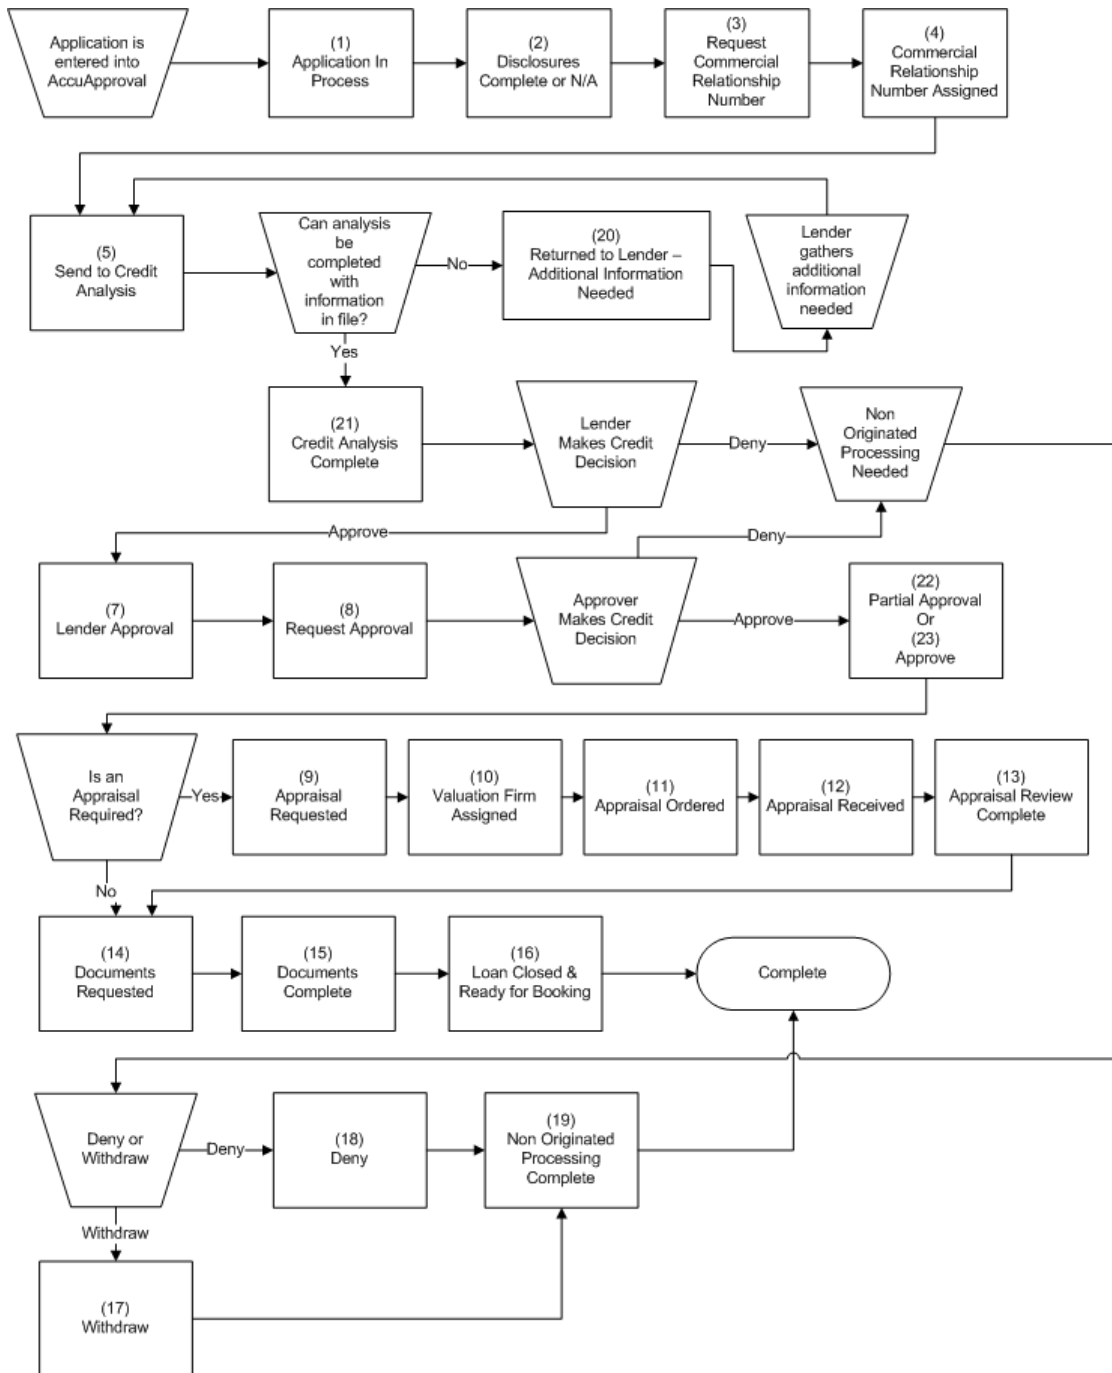 Application is
entered into
AccuApproval
(1)
Application In
Process
(2)
Disclosures
Complete or N/A
(3)
Request
Commercial
Relationship
Number
(4)
Commercial
Relationship
Number Assigned
(5)
Send to Credit
Analysis
Can analysis
be
completed
with
information
in file?
No
(20)
Returned to Lender –
Additional Information
Needed
Lender
gathers
additional
information
needed
Yes
(21)
Credit Analysis
Complete
Lender
Makes Credit
Decision
Deny
Non
Originated
Processing
Needed
Approve
Deny
(7)
Lender Approval
(8)
Request Approval
Approver
Makes Credit
Decision
Approve
(22)
Partial Approval
Or
(23)
Approve
Is an
Appraisal
Required?
Yes
(9)
Appraisal
Requested
(10)
Valuation Firm
Assigned
(11)
Appraisal Ordered
(12)
Appraisal Received
(13)
Appraisal Review
Complete
No
(14)
Documents
Requested
(15)
Documents
Complete
(16)
Loan Closed &
Ready for Booking
Complete
Deny or
Withdraw
Deny
(18)
Deny
(19)
Non Originated
Processing
Complete
Withdraw
(17)
Withdraw